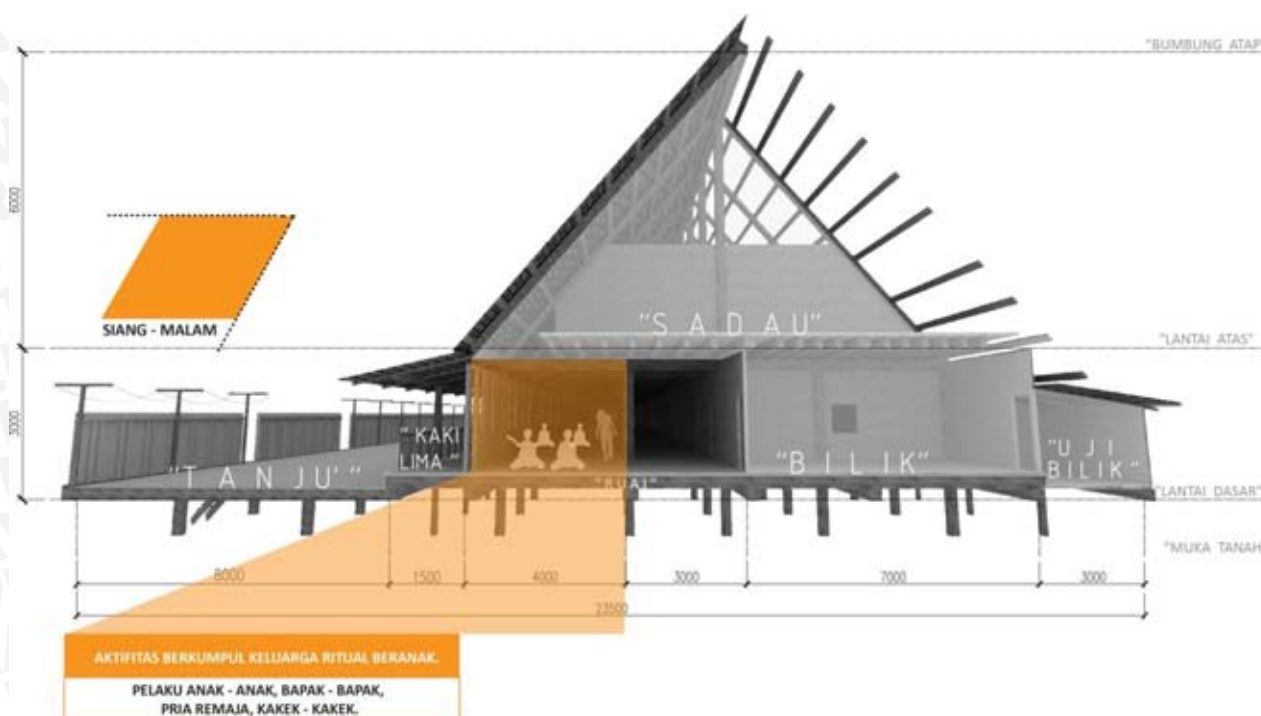 "BUMBUNG ATAP
6000
SIANG - MALAM
"S A D A U"
"LANTAI ATAS"
3000
"T A N J U' "
" KAKI
LIMA "
"RUAI"
"B I L I K"
"U J I
BILIK"
"LANTAI DASAR"
"MUKA TANAH
8000
1500
4000
3000
7000
3000
23500
AKTIFITAS BERKUMPUL KELUARGA RITUAL BERANAK.
PELAKU ANAK - ANAK, BAPAK - BAPAK,
PRIA REMAJA, KAKEK - KAKEK.